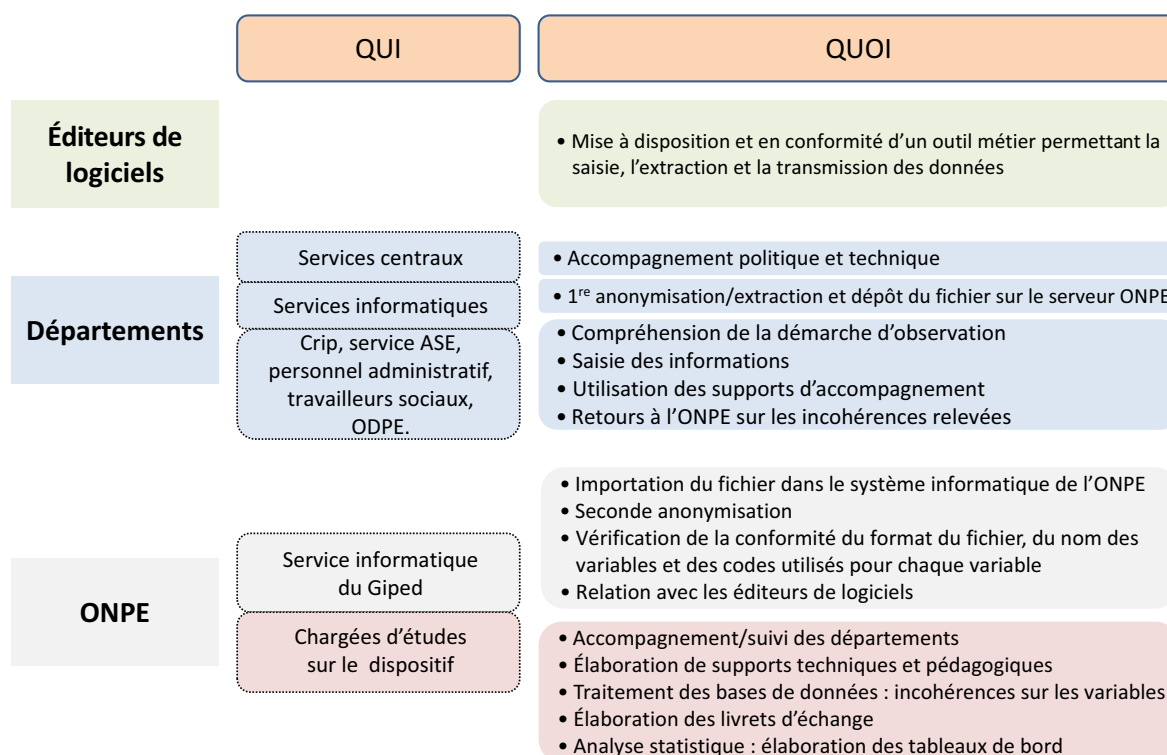 QUI
QUOI
Éditeurs de
logiciels
• Mise à disposition et en conformité d’un outil métier permettant la
saisie, l’extraction et la transmission des données
Départements
Services centraux
• Accompagnement politique et technique
Services informatiques
• 1re anonymisation/extraction et dépôt du fichier sur le serveur ONPE
Crip, service ASE,
personnel administratif,
travailleurs sociaux,
ODPE.
• Compréhension de la démarche d’observation
• Saisie des informations
• Utilisation des supports d’accompagnement
• Retours à l’ONPE sur les incohérences relevées
ONPE
Service informatique
du Giped
• Importation du fichier dans le système informatique de l’ONPE
• Seconde anonymisation
• Vérification de la conformité du format du fichier, du nom des
variables et des codes utilisés pour chaque variable
• Relation avec les éditeurs de logiciels
Chargées d’études
sur le dispositif
• Accompagnement/suivi des départements
• Élaboration de supports techniques et pédagogiques
• Traitement des bases de données : incohérences sur les variables
• Élaboration des livrets d’échange
• Analyse statistique : élaboration des tableaux de bord